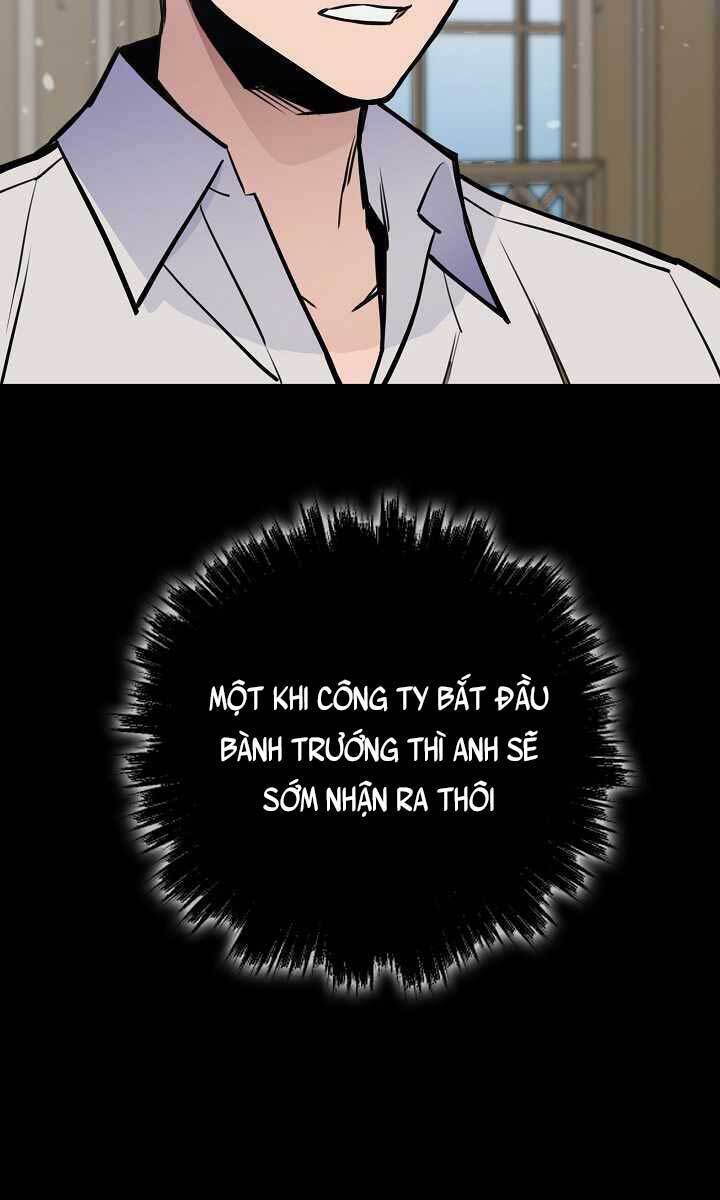 MỘT KHI CÔNG TY BẮT ĐẦU
BÀNH TRƯỚNG THÌ ANH SẼ
SỚM NHẬN RA THÔI